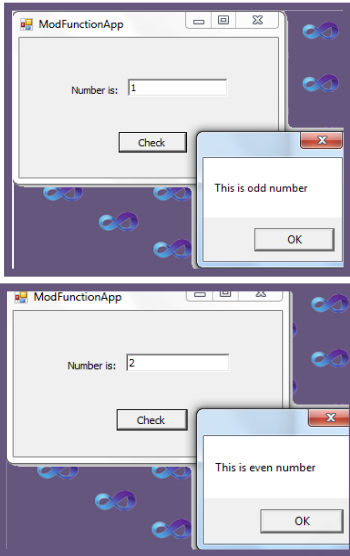 ModFunctionApp
Number is: 1
Check
This is odd number
OK
ModFunctionApp
Number is: 2
Check
This is even number
OK